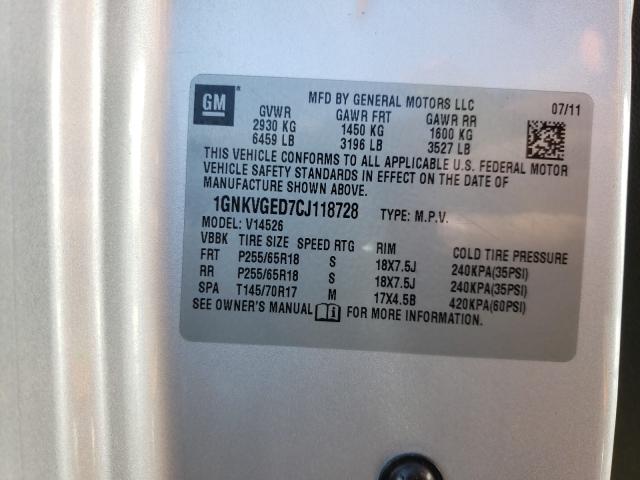 GM
MFD BY GENERAL MOTORS LLC 07/11
GVWR GAWR FRT GAWR RR
2930 KG 1450 KG 1600 KG
6459 LB 3196 LB 3527 LB
THIS VEHICLE CONFORMS TO ALL APPLICABLE U.S. FEDERAL MOTOR
VEHICLE SAFETY STANDARDS IN EFFECT ON THE DATE OF
MANUFACTURE SHOWN ABOVE.
1GNKVGED7CJ118728 TYPE: M.P.V.
MODEL: V14526
VBBK TIRE SIZE SPEED RTG RIM COLD TIRE PRESSURE
FRT P255/65R18 S 18X7.5J 240KPA(35PSI)
RR P255/65R18 S 18X7.5J 240KPA(35PSI)
SPA T145/70R17 M 17X4.5B 420KPA(60PSI)
SEE OWNER'S MANUAL FOR MORE INFORMATION.